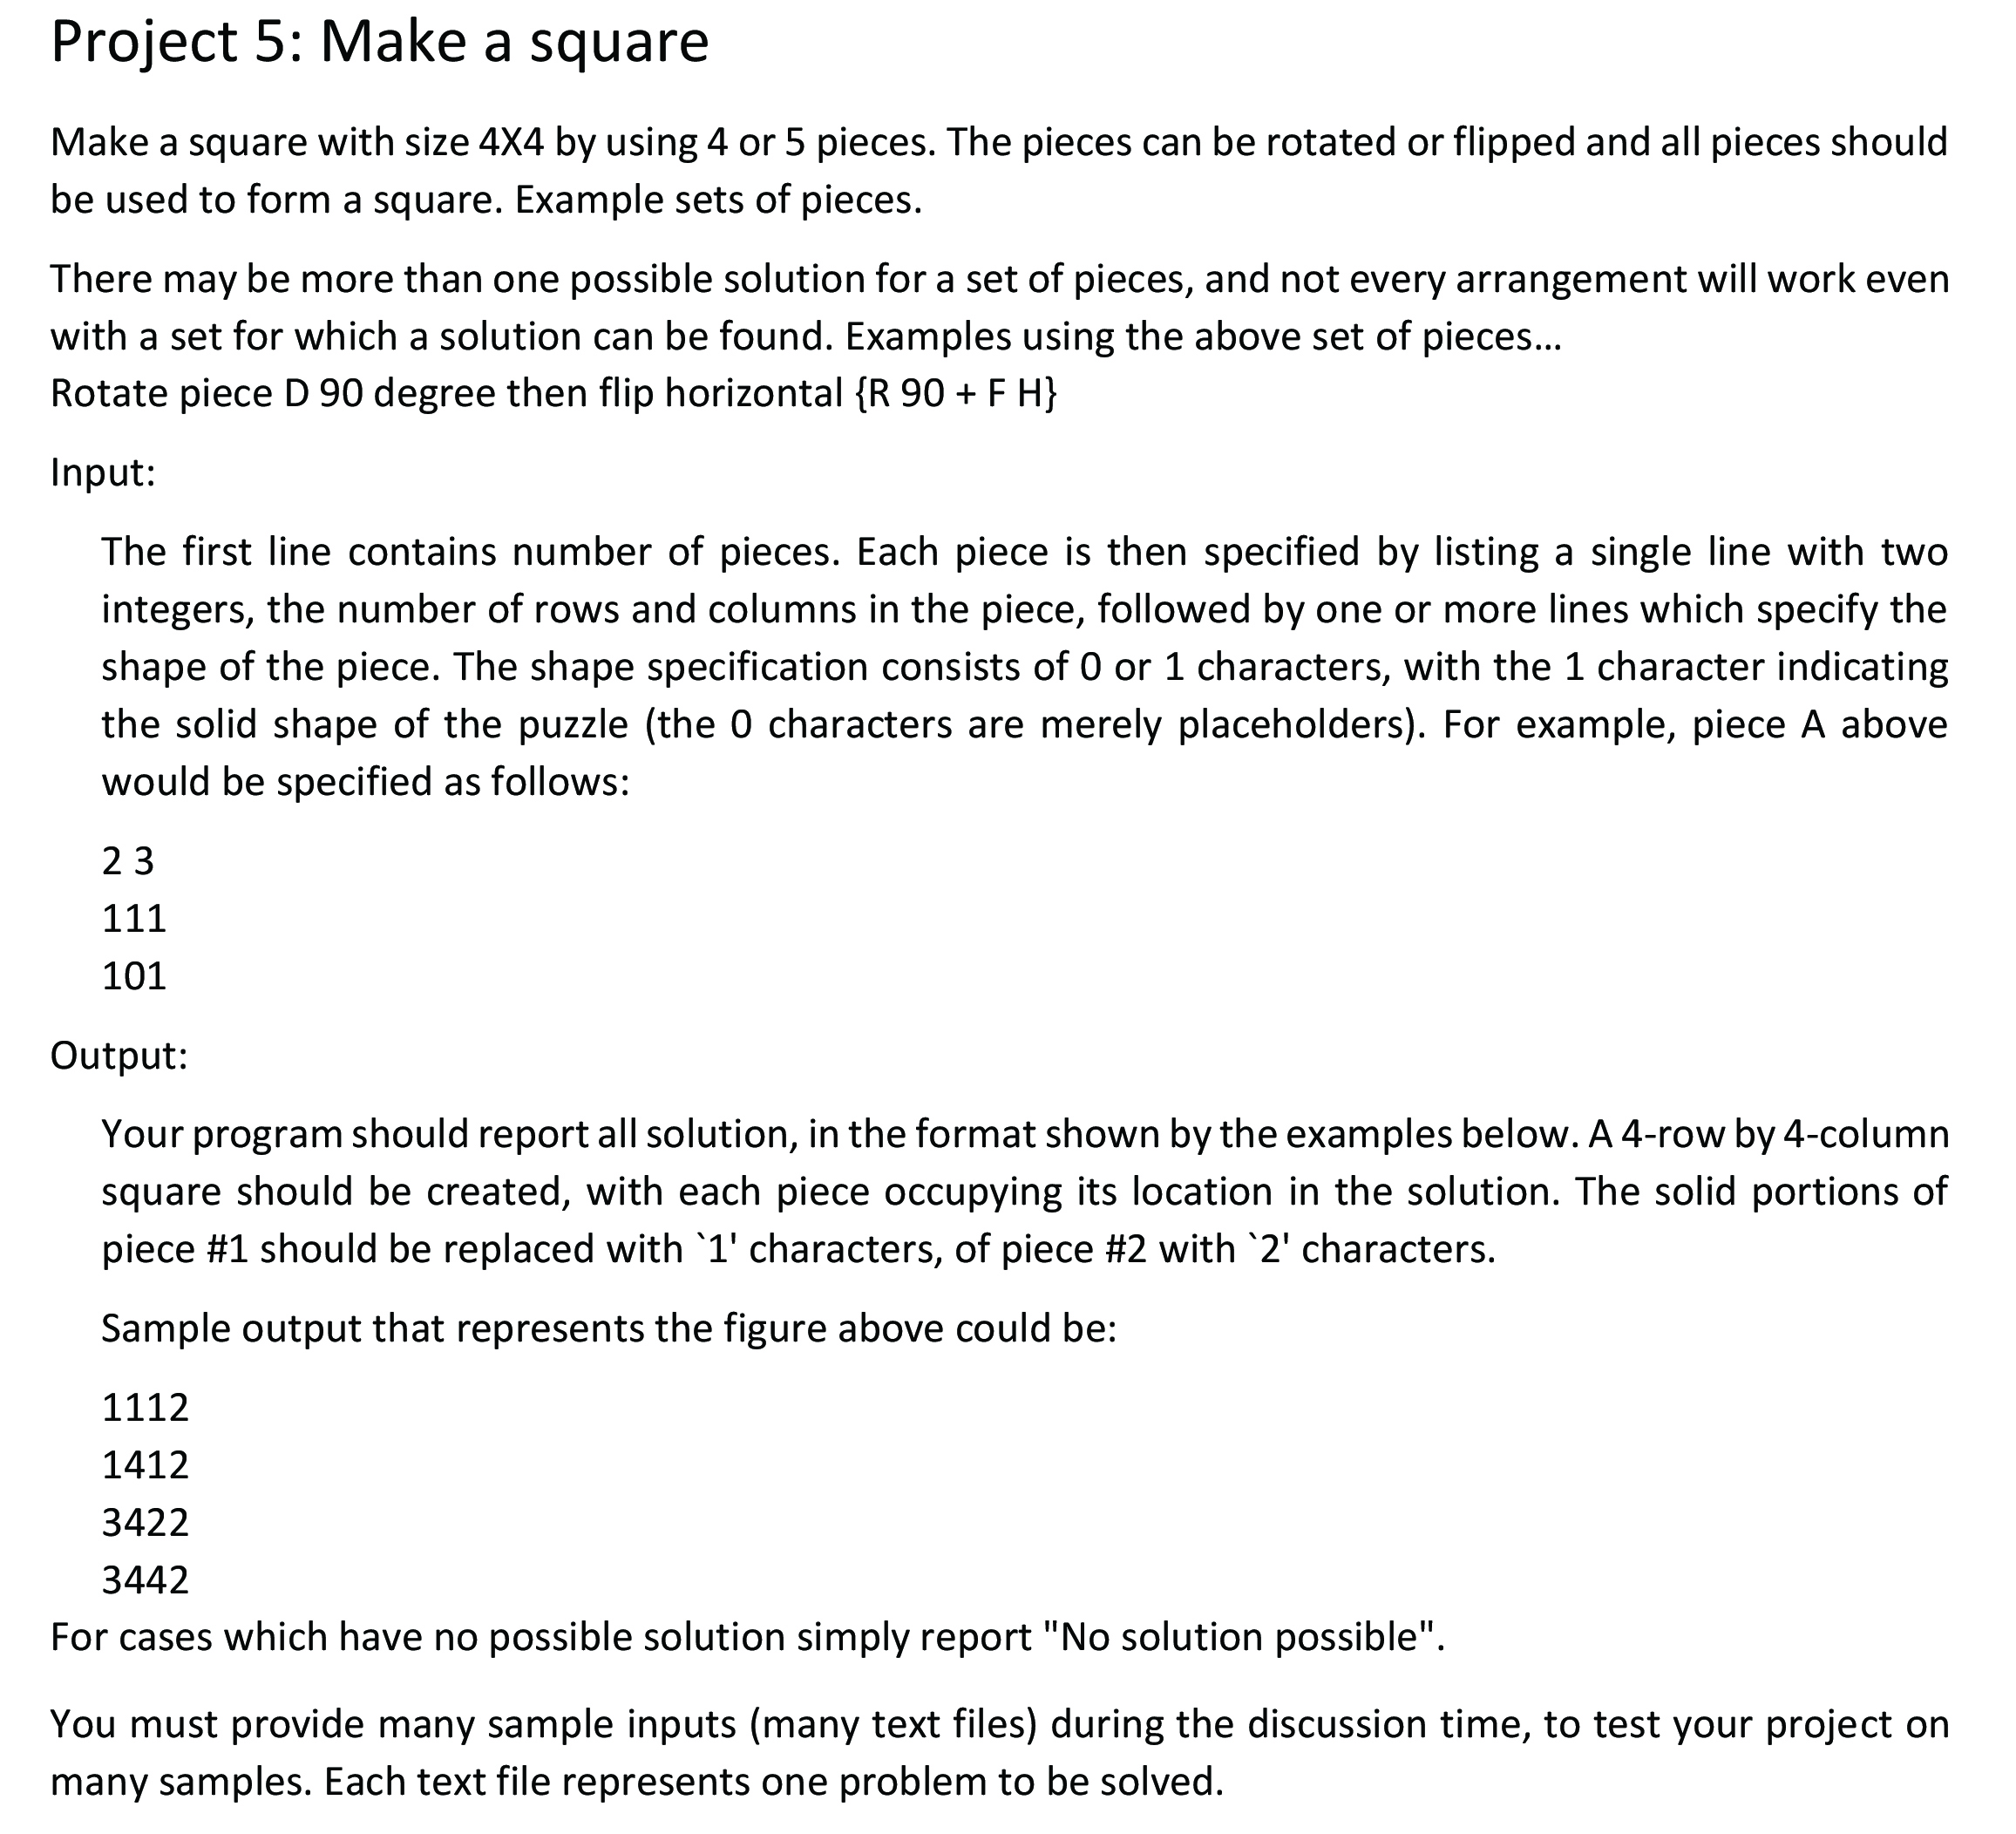 Project 5: Make a square
Make a square with size 4X4 by using 4 or 5 pieces. The pieces can be rotated or flipped and all pieces should
be used to form a square. Example sets of pieces.
There may be more than one possible solution for a set of pieces, and not every arrangement will work even
with a set for which a solution can be found. Examples using the above set of pieces…
Rotate piece D 90 degree then flip horizontal {R 90 + F H}
Input:
The first line contains number of pieces. Each piece is then specified by listing a single line with two
integers, the number of rows and columns in the piece, followed by one or more lines which specify the
shape of the piece. The shape specification consists of 0 or 1 characters, with the 1 character indicating
the solid shape of the puzzle (the 0 characters are merely placeholders). For example, piece A above
would be specified as follows:
2 3
111
101
Output:
Your program should report all solution, in the format shown by the examples below. A 4-row by 4-column
square should be created, with each piece occupying its location in the solution. The solid portions of
piece #1 should be replaced with `1' characters, of piece #2 with `2' characters.
Sample output that represents the figure above could be:
1112
1412
3422
3442
For cases which have no possible solution simply report "No solution possible".
You must provide many sample inputs (many text files) during the discussion time, to test your project on
many samples. Each text file represents one problem to be solved.